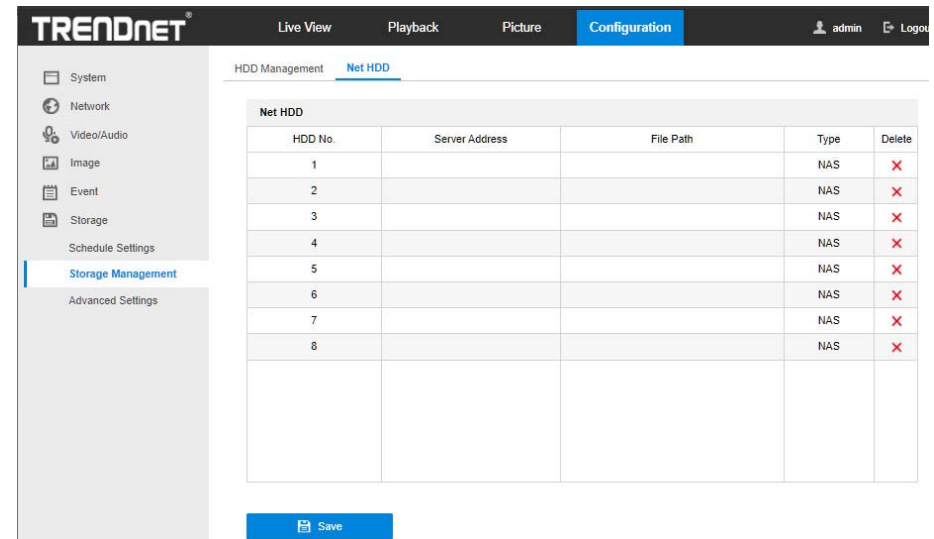 TRENDnet®
Live View Playback Picture Configuration admin Logou
System
Network
Video/Audio
Image
Event
Storage
Schedule Settings
Storage Management
Advanced Settings
HDD Management Net HDD
Net HDD
HDD No. Server Address File Path Type Delete
1 NAS
2 NAS
3 NAS
4 NAS
5 NAS
6 NAS
7 NAS
8 NAS
Save